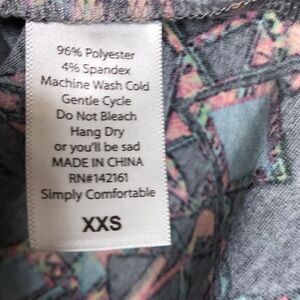 96% Polyester
4% Spandex
Machine Wash Cold
Gentle Cycle
Do Not Bleach
Hang Dry
or you'll be sad
MADE IN CHINA
RN#142161
Simply Comfortable
XXS